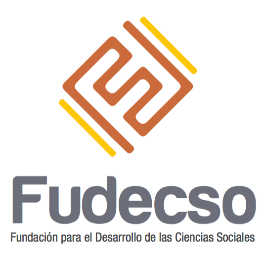 Fudecso
Fundación para el Desarrollo de las Ciencias Sociales